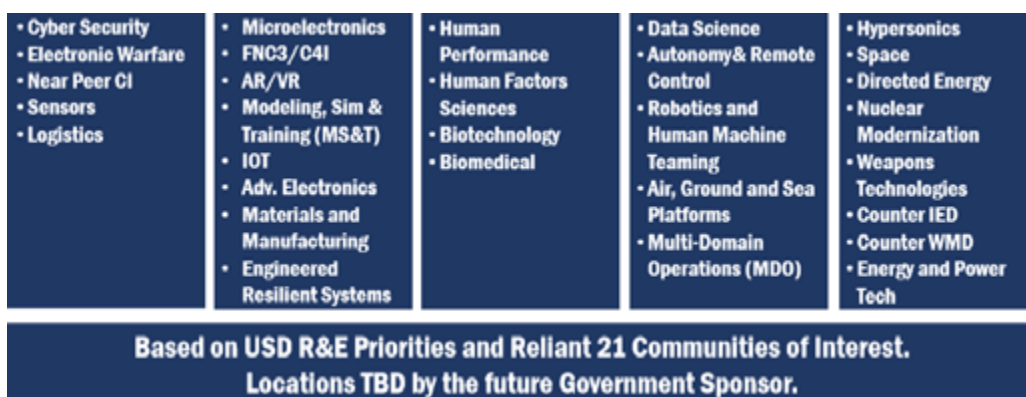 • Cyber Security
• Electronic Warfare
• Near Peer CI
• Sensors
• Logistics
• Microelectronics
• FNC3/C4I
• AR/VR
• Modeling, Sim &
Training (MS&T)
• IOT
• Adv. Electronics
• Materials and
Manufacturing
• Engineered
Resilient Systems
• Human
Performance
• Human Factors
Sciences
• Biotechnology
• Biomedical
• Data Science
• Autonomy& Remote
Control
• Robotics and
Human Machine
Teaming
• Air, Ground and Sea
Platforms
• Multi-Domain
Operations (MDO)
• Hypersonics
• Space
• Directed Energy
• Nuclear
Modernization
• Weapons
Technologies
• Counter IED
• Counter WMD
• Energy and Power
Tech
Based on USD R&E Priorities and Reliant 21 Communities of Interest.
Locations TBD by the future Government Sponsor.